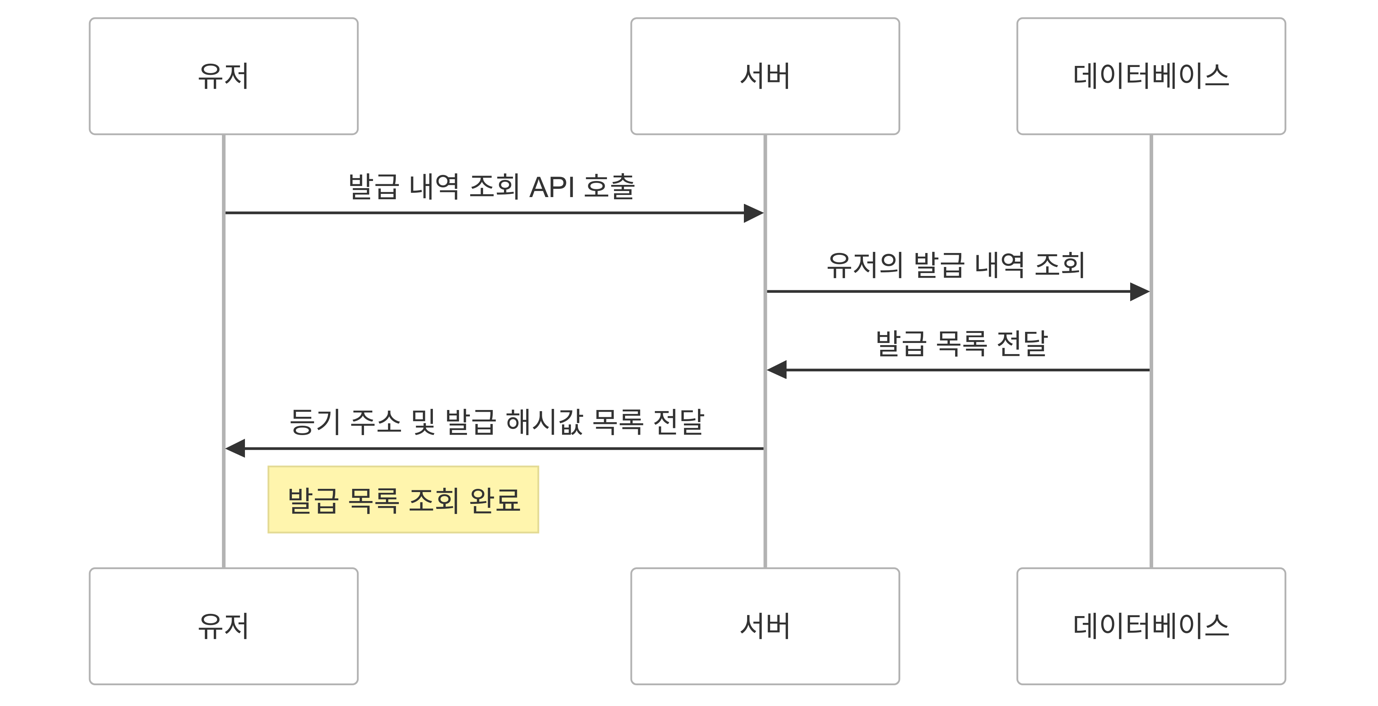 유저
서버
데이터베이스
발급 내역 조회 API 호출
유저의 발급 내역 조회
발급 목록 전달
등기 주소 및 발급 해시값 목록 전달
발급 목록 조회 완료
유저
서버
데이터베이스